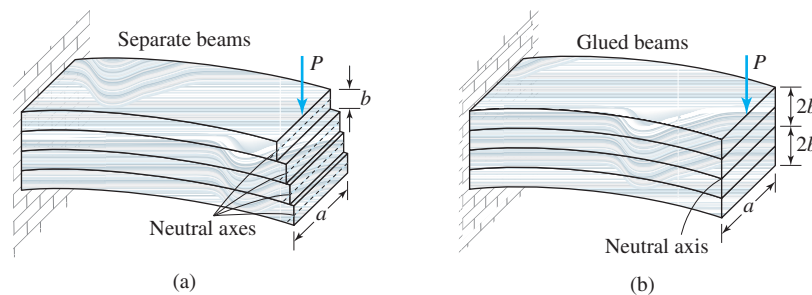 Separate beams
P
b
Neutral axes
a
(a)
Glued beams
P
2b
2b
a
Neutral axis
(b)